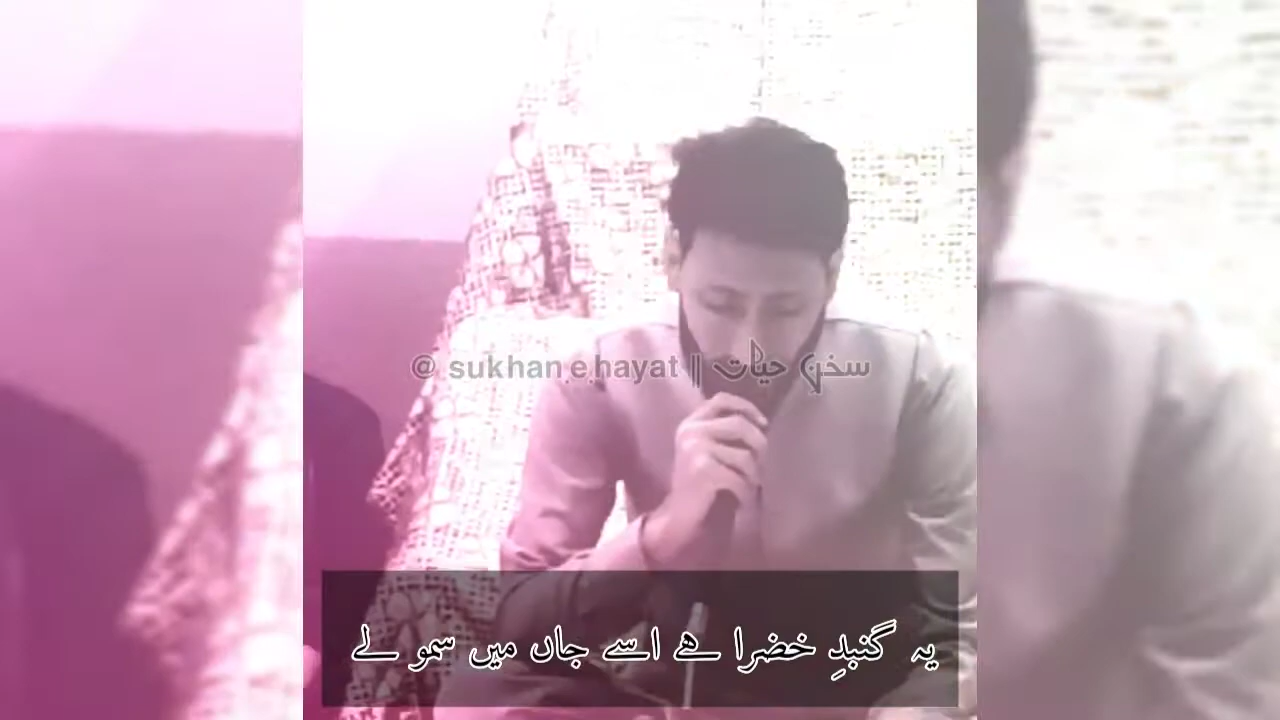 @ sukhan.e.hayat || سخن حیات
یہ گنبدِ خضرا ہے اسے جاں میں سمو لے